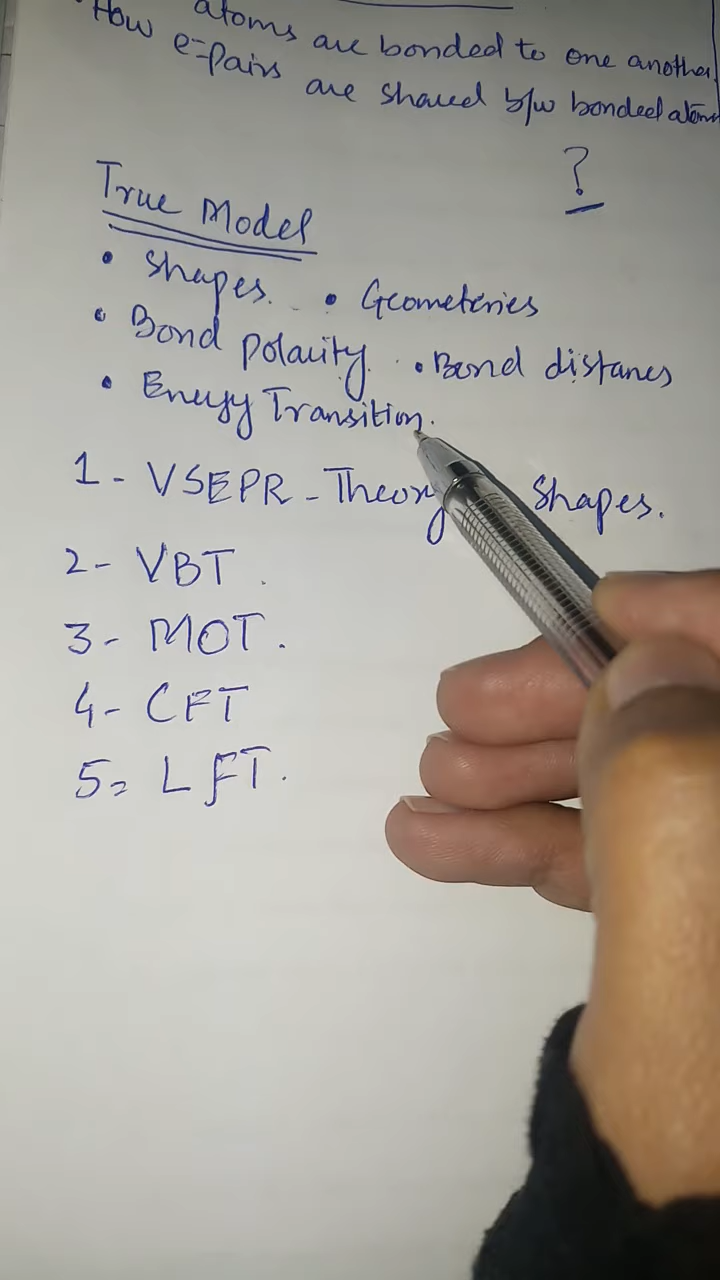 How atoms are bonded to one another.
e-Pairs are shared b/w bonded atoms
?
True Model
• Shapes. • Geometeries
• Bond Polarity • Bond distanes
• Energy Transition.
1- VSEPR - Theory Shapes.
2- VBT.
3- MOT.
4- CFT
5= LFT.